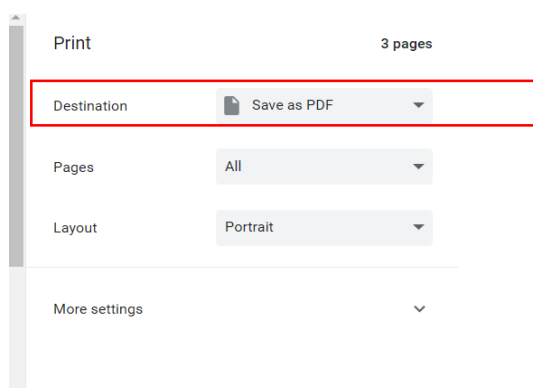 Print 3 pages
Destination Save as PDF
Pages All
Layout Portrait
More settings